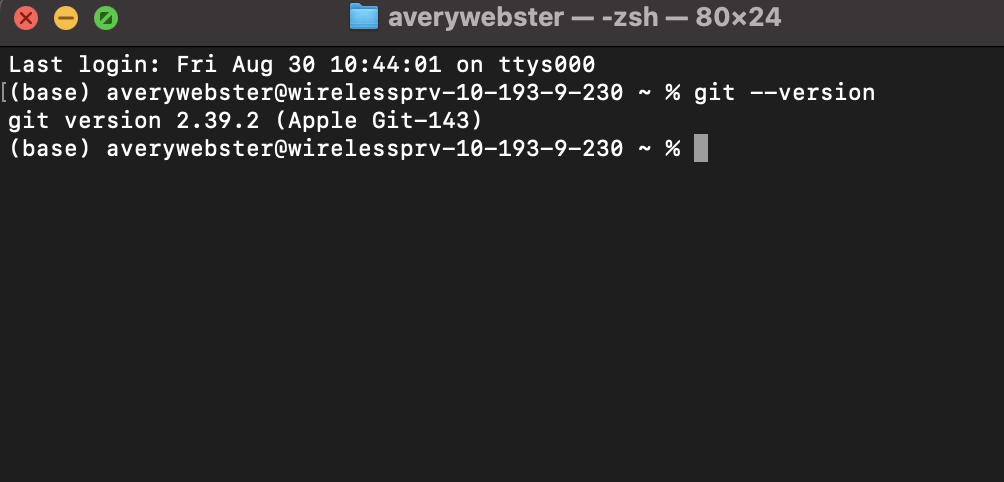 averywebster — -zsh — 80×24
Last login: Fri Aug 30 10:44:01 on ttys000
[(base) averywebster@wirelessprv-10-193-9-230 ~ % git --version
git version 2.39.2 (Apple Git-143)
(base) averywebster@wirelessprv-10-193-9-230 ~ %